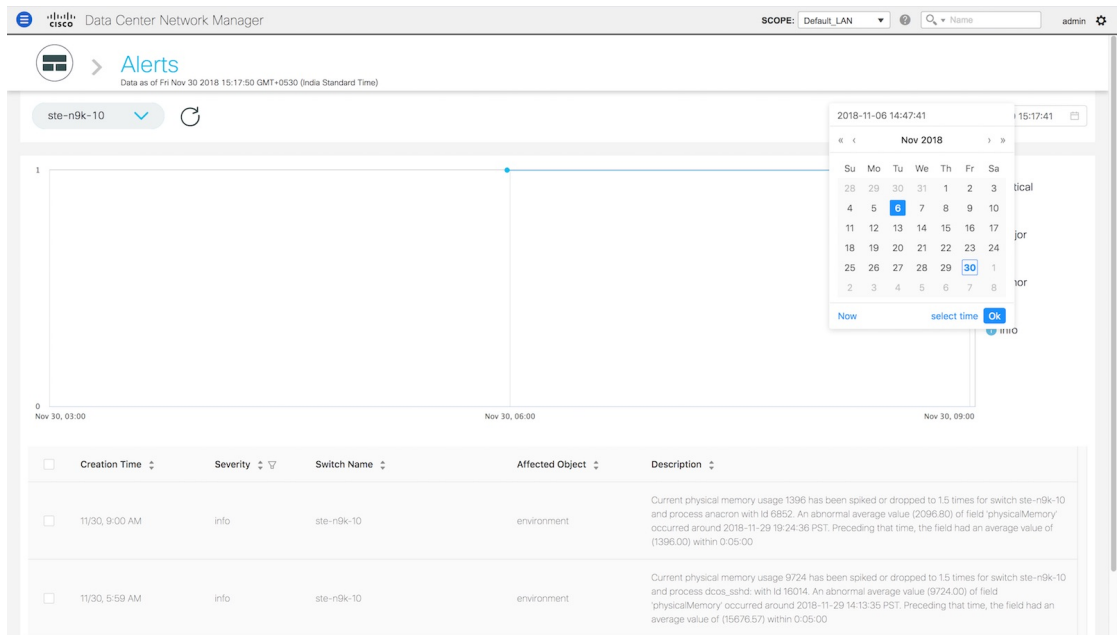 cisco Data Center Network Manager
SCOPE: Default_LAN
Name
admin
Alerts
Data as of Fri Nov 30 2018 15:17:50 GMT+0530 (India Standard Time)
ste-n9k-10
2018-11-06 14:47:41
15:17:41
« ‹ Nov 2018 › »
Su Mo Tu We Th Fr Sa
28 29 30 31 1 2 3
4 5 6 7 8 9 10
11 12 13 14 15 16 17
18 19 20 21 22 23 24
25 26 27 28 29 30 1
2 3 4 5 6 7 8
Now select time Ok
tical
jor
nor
Info
1
0
Nov 30, 03:00
Nov 30, 06:00
Nov 30, 09:00
Creation Time Severity Switch Name Affected Object Description
11/30, 9:00 AM info ste-n9k-10 environment
Current physical memory usage 1396 has been spiked or dropped to 1.5 times for switch ste-n9k-10
and process anacron with Id 6852. An abnormal average value (2096.80) of field 'physicalMemory'
occurred around 2018-11-29 19:24:36 PST. Preceding that time, the field had an average value of
(1396.00) within 0:05:00
11/30, 5:59 AM info ste-n9k-10 environment
Current physical memory usage 9724 has been spiked or dropped to 1.5 times for switch ste-n9k-10
and process dcos_sshd: with Id 16014. An abnormal average value (9724.00) of field
'physicalMemory' occurred around 2018-11-29 14:13:35 PST. Preceding that time, the field had an
average value of (15676.57) within 0:05:00